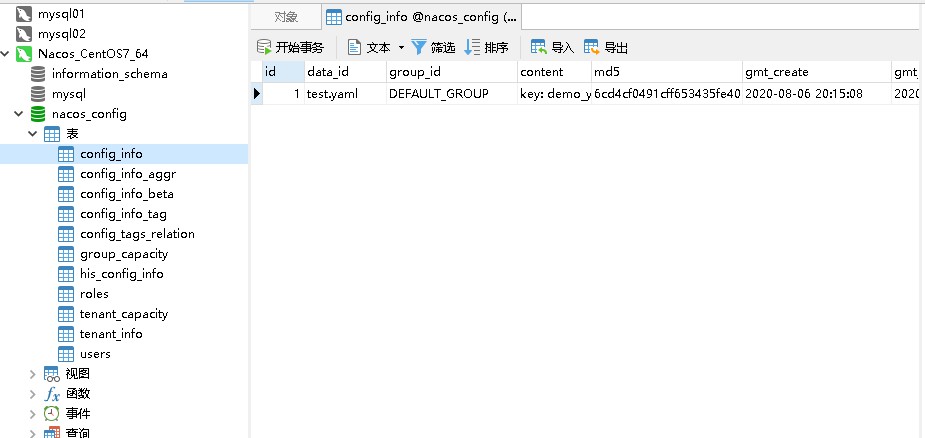 mysql01
mysql02
Nacos_CentOS7_64
information_schema
mysql
nacos_config
表
config_info
config_info_aggr
config_info_beta
config_info_tag
config_tags_relation
group_capacity
his_config_info
roles
tenant_capacity
tenant_info
users
视图
fx 函数
事件
查询
对象 config_info @nacos_config (...
开始事务 文本 筛选 排序 导入 导出
id data_id group_id content md5 gmt_create gmt_
1 test.yaml DEFAULT_GROUP key: demo_y 6cd4cf0491cff653435fe40 2020-08-06 20:15:08 2020